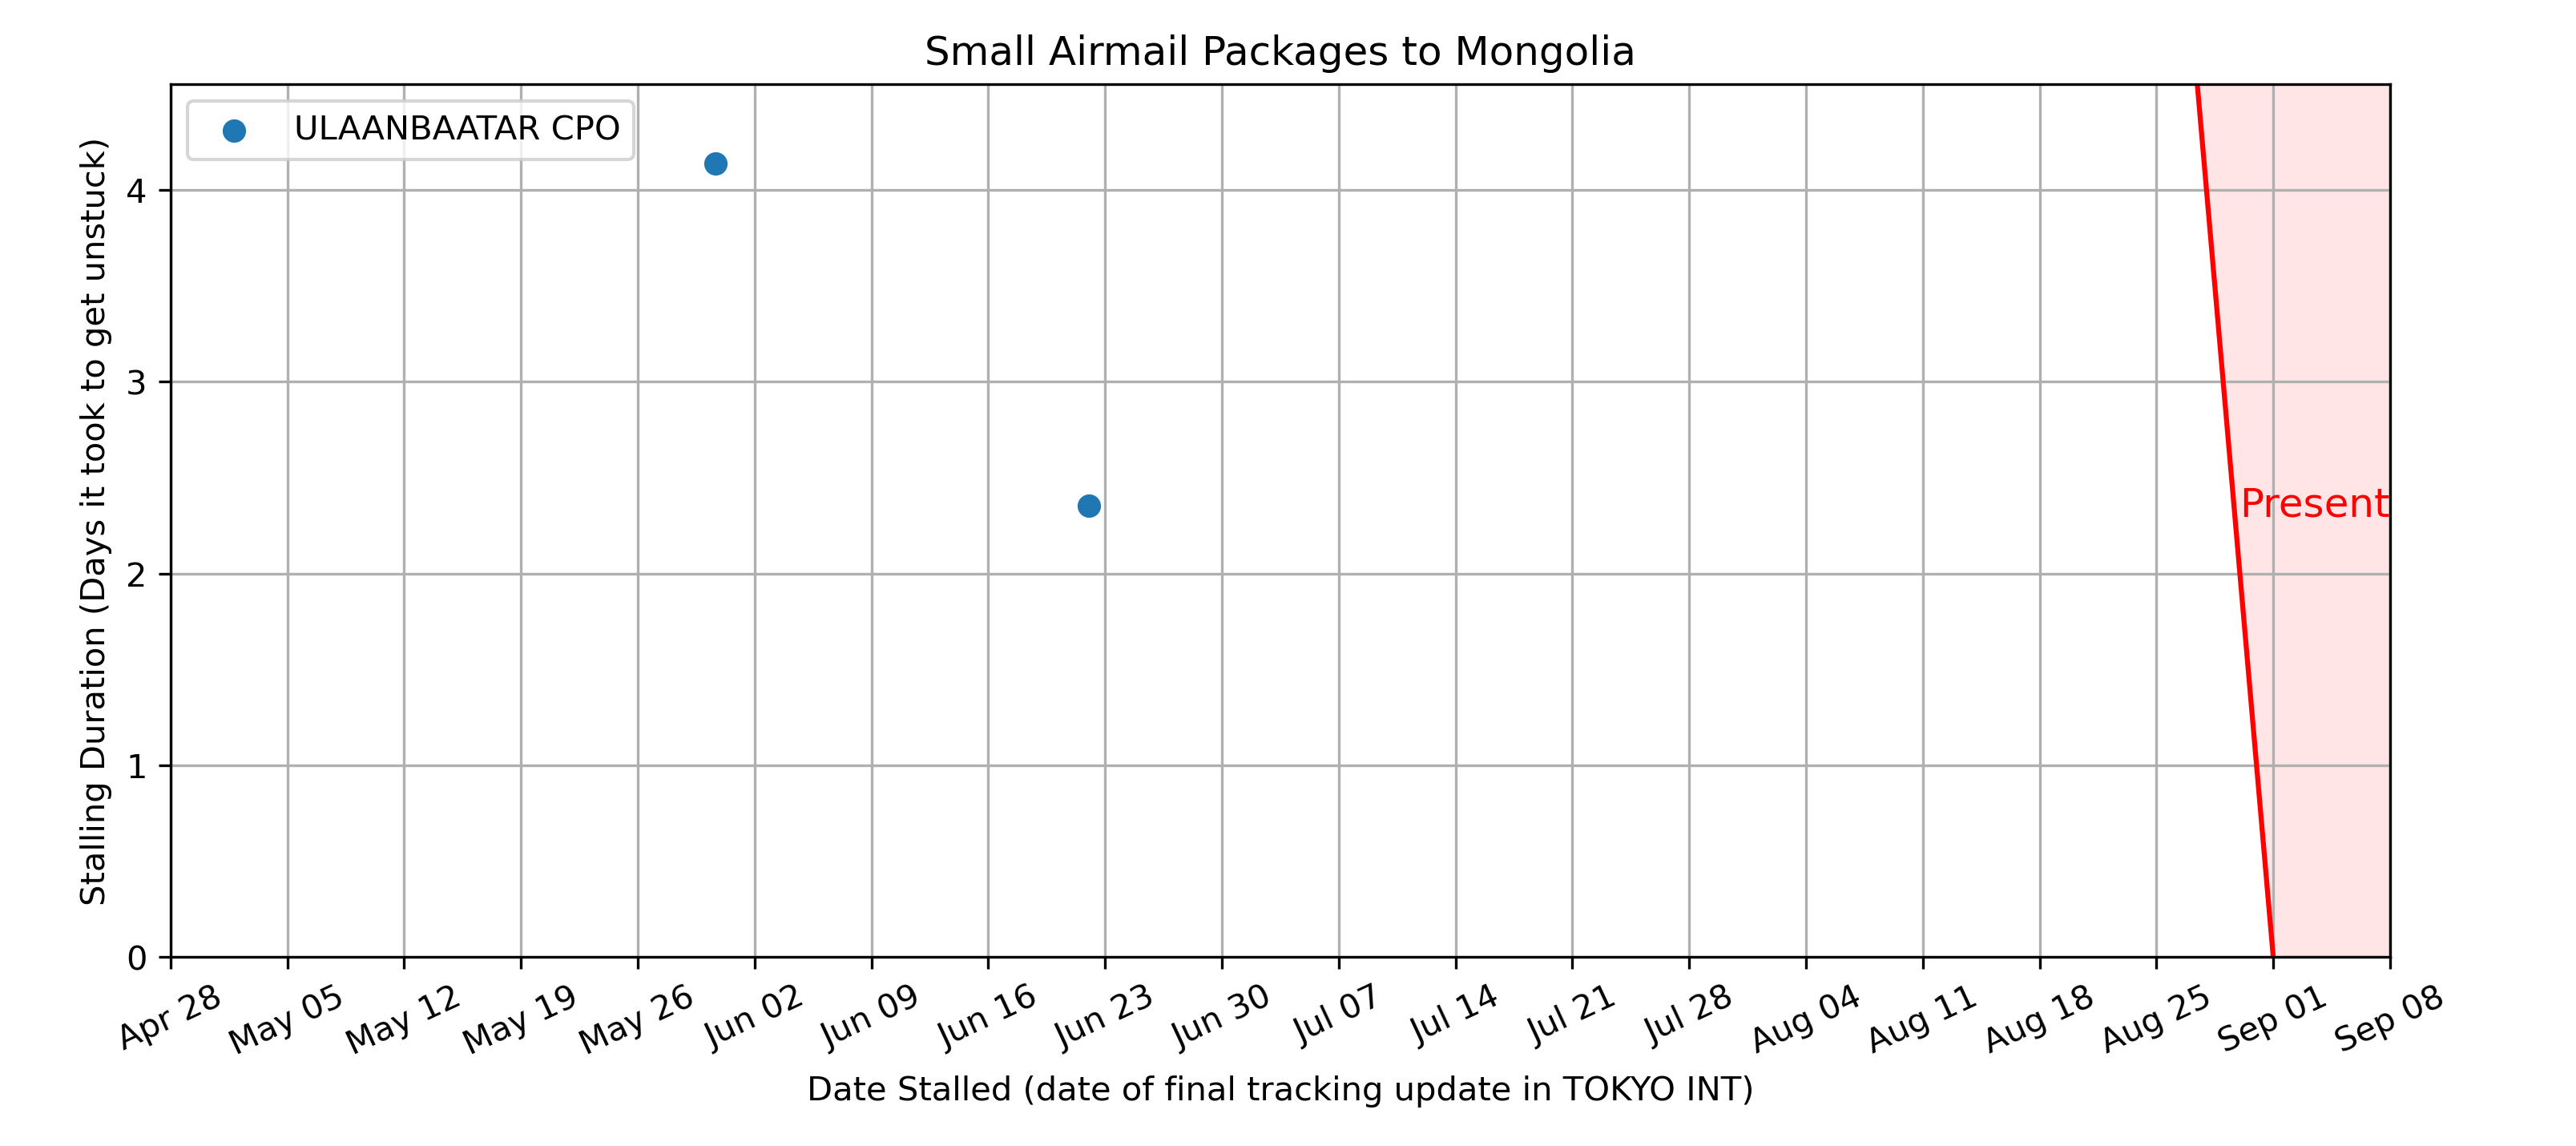 Small Airmail Packages to Mongolia
ULAANBAATAR CPO
Stalling Duration (Days it took to get unstuck)
4
3
2
1
0
Present
Apr 28
May 05
May 12
May 19
May 26
Jun 02
Jun 09
Jun 16
Jun 23
Jun 30
Jul 07
Jul 14
Jul 21
Jul 28
Aug 04
Aug 11
Aug 18
Aug 25
Sep 01
Sep 08
Date Stalled (date of final tracking update in TOKYO INT)